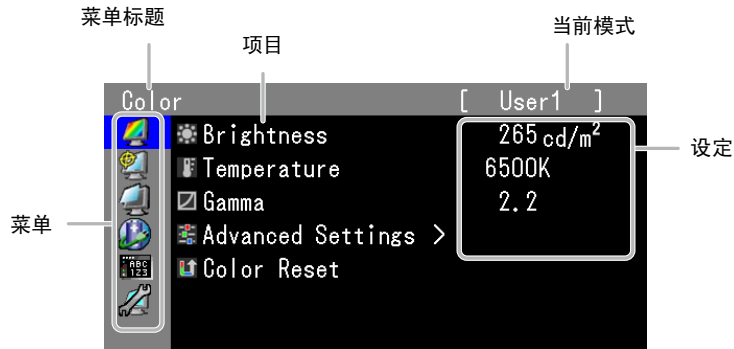 菜单标题
项目
当前模式
Color [ User1 ]
Brightness 265 cd/m²
Temperature 6500K
Gamma 2.2
Advanced Settings >
Color Reset
设定
菜单
ABC
123